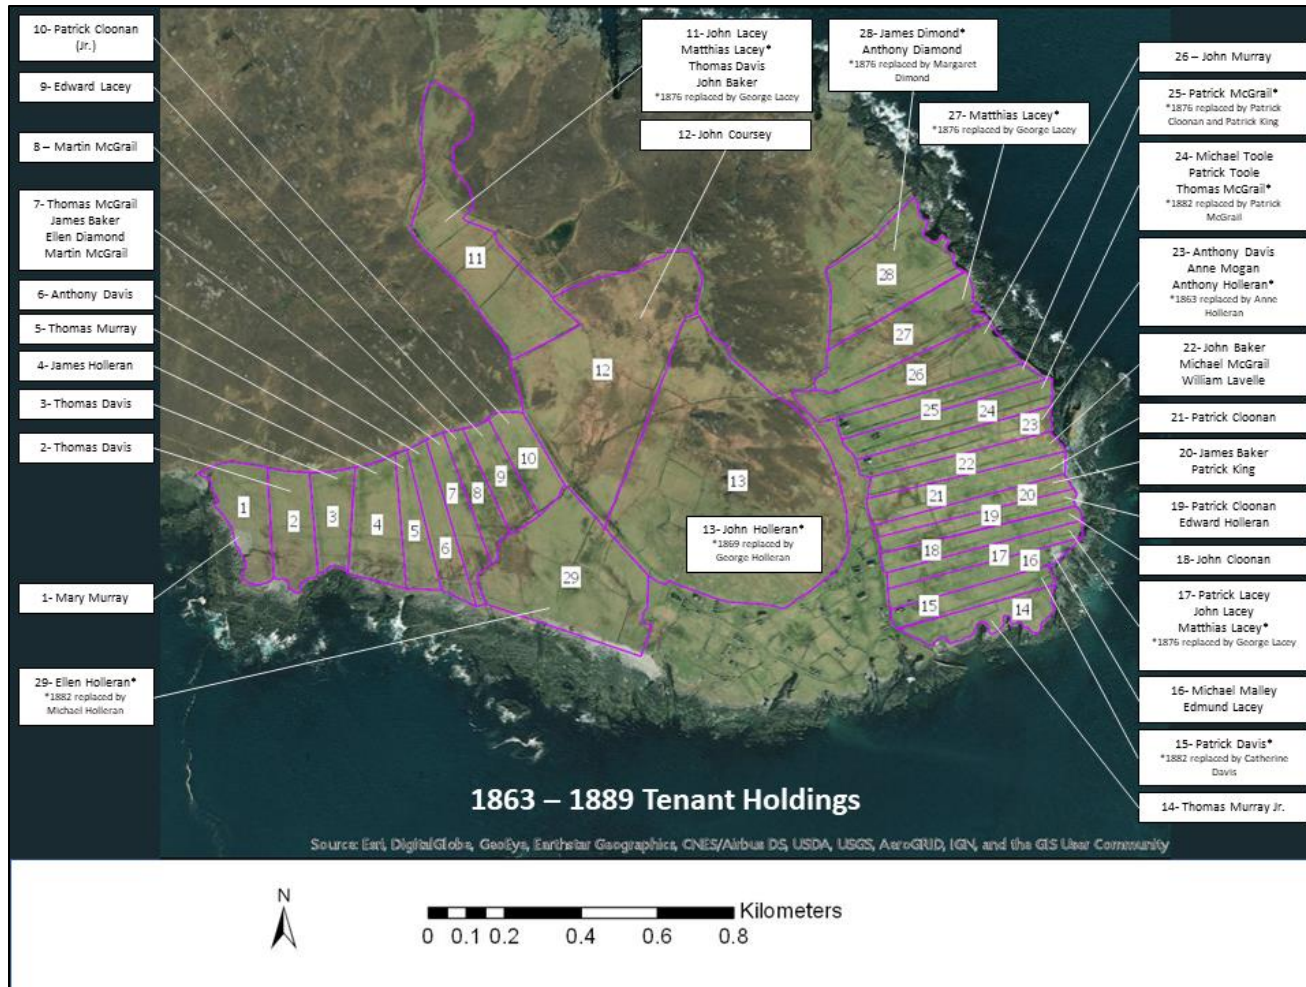 10- Patrick Cloonan
(Jr.)
9- Edward Lacey
8 – Martin McGrail
7- Thomas McGrail
James Baker
Ellen Diamond
Martin McGrail
6- Anthony Davis
5- Thomas Murray
4- James Holleran
3- Thomas Davis
2- Thomas Davis
1- Mary Murray
29- Ellen Holleran*
*1882 replaced by
Michael Holleran
11- John Lacey
Matthias Lacey*
Thomas Davis
John Baker
*1876 replaced by George Lacey
12- John Coursey
28- James Dimond*
Anthony Diamond
*1876 replaced by Margaret
Dimond
27- Matthias Lacey*
*1876 replaced by George Lacey
13- John Holleran*
*1869 replaced by
George Holleran
26 – John Murray
25- Patrick McGrail*
*1876 replaced by Patrick
Cloonan and Patrick King
24- Michael Toole
Patrick Toole
Thomas McGrail*
*1882 replaced by Patrick
McGrail
23- Anthony Davis
Anne Mogan
Anthony Holleran*
*1863 replaced by Anne
Holleran
22- John Baker
Michael McGrail
William Lavelle
21- Patrick Cloonan
20- James Baker
Patrick King
19- Patrick Cloonan
Edward Holleran
18- John Cloonan
17- Patrick Lacey
John Lacey
Matthias Lacey*
*1876 replaced by George Lacey
16- Michael Malley
Edmund Lacey
15- Patrick Davis*
*1882 replaced by Catherine
Davis
14- Thomas Murray Jr.
1
2
3
4
5
6
7
8
9
10
11
12
13
14
15
16
17
18
19
20
21
22
23
24
25
26
27
28
29
1863 – 1889 Tenant Holdings
Source: Esri, DigitalGlobe, GeoEye, Earthstar Geographics, CNES/Airbus DS, USDA, USGS, AeroGRID, IGN, and the GIS User Community
N
Kilometers
0 0.1 0.2 0.4 0.6 0.8